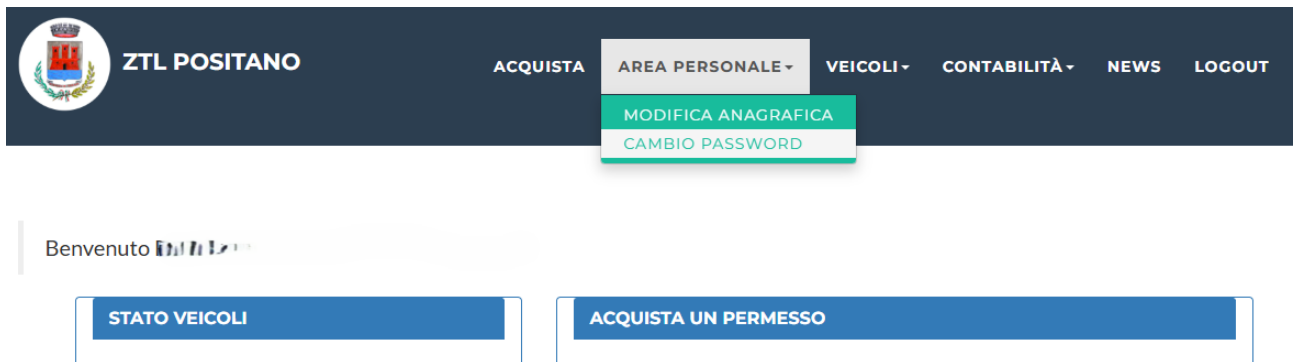 ZTL POSITANO
ACQUISTA AREA PERSONALE VEICOLI CONTABILITÀ NEWS LOGOUT
MODIFICA ANAGRAFICA
CAMBIO PASSWORD
Benvenuto
STATO VEICOLI
ACQUISTA UN PERMESSO